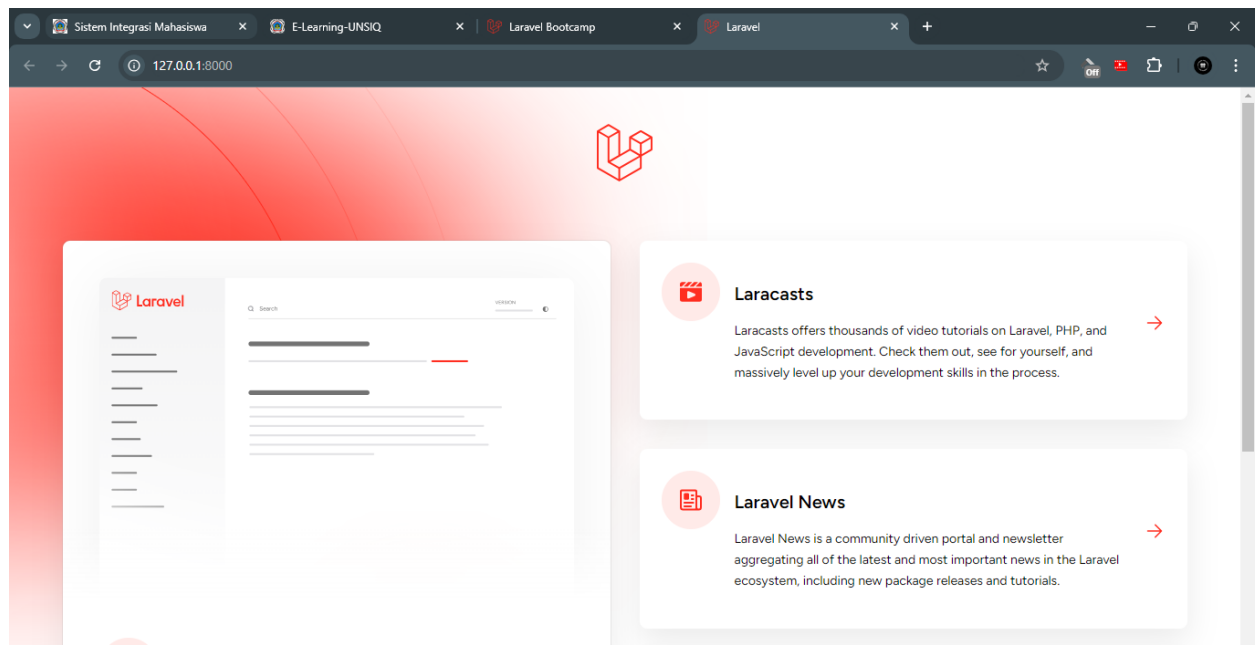 Sistem Integrasi Mahasiswa
E-Learning-UNSIQ
Laravel Bootcamp
Laravel
127.0.0.1:8000
Off
Laravel
Search
VERSION
Laracasts
Laracasts offers thousands of video tutorials on Laravel, PHP, and
JavaScript development. Check them out, see for yourself, and
massively level up your development skills in the process.
Laravel News
Laravel News is a community driven portal and newsletter
aggregating all of the latest and most important news in the Laravel
ecosystem, including new package releases and tutorials.